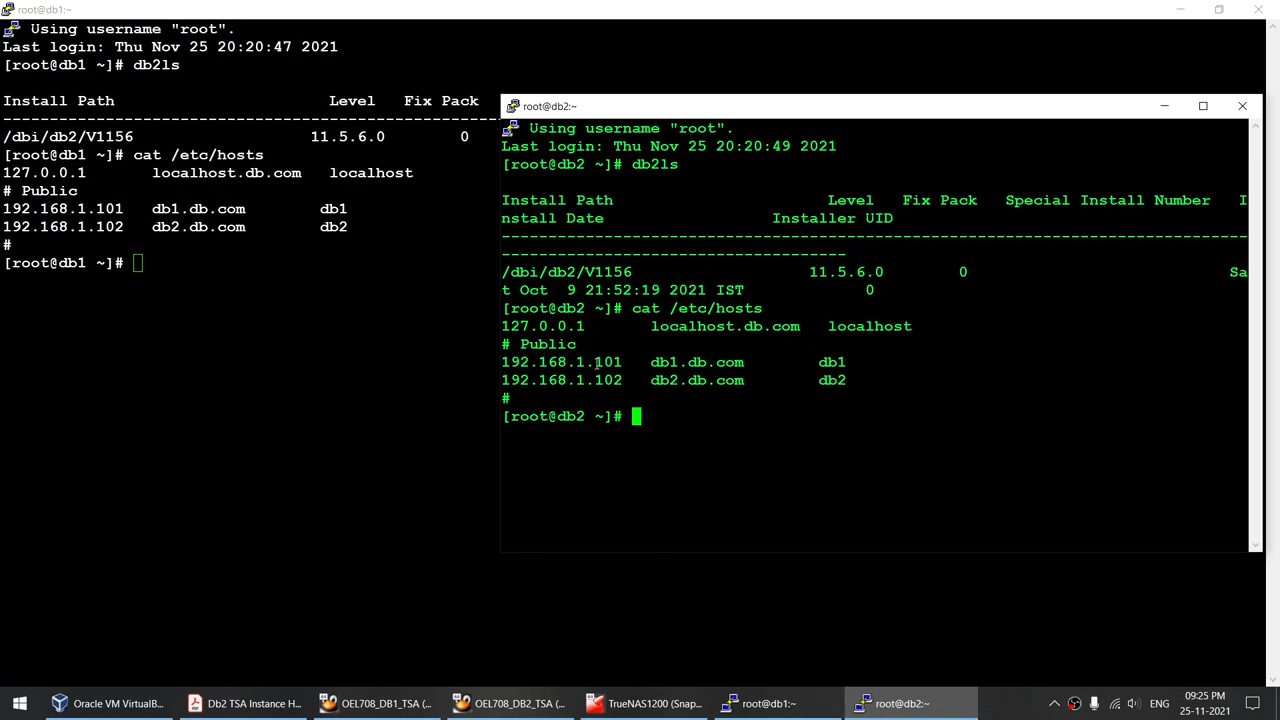 root@db1:~
Using username "root".
Last login: Thu Nov 25 20:20:47 2021
[root@db1 ~]# db2ls
Install Path                       Level   Fix Pack
/dbi/db2/V1156                   11.5.6.0        0
[root@db1 ~]# cat /etc/hosts
127.0.0.1       localhost.db.com   localhost
# Public
192.168.1.101   db1.db.com        db1
192.168.1.102   db2.db.com        db2
#
[root@db1 ~]#
root@db2:~
Using username "root".
Last login: Thu Nov 25 20:20:49 2021
[root@db2 ~]# db2ls
Install Path                       Level   Fix Pack   Special Install Number   I
nstall Date                  Installer UID
--------------------------------------------------------------------------------
-------------------------------------
/dbi/db2/V1156                   11.5.6.0        0                            Sa
t Oct  9 21:52:19 2021 IST             0
[root@db2 ~]# cat /etc/hosts
127.0.0.1       localhost.db.com   localhost
# Public
192.168.1.101   db1.db.com        db1
192.168.1.102   db2.db.com        db2
#
[root@db2 ~]#
Oracle VM VirtualB... Db2 TSA Instance H... OEL708_DB1_TSA (... OEL708_DB2_TSA (... TrueNAS1200 (Snap... root@db1:~ root@db2:~ ENG 09:25 PM
25-11-2021